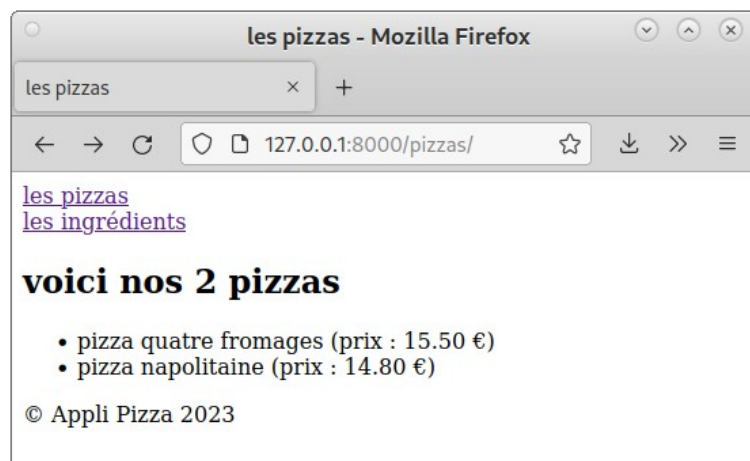 les pizzas - Mozilla Firefox
les pizzas
127.0.0.1:8000/pizzas/
les pizzas
les ingrédients
voici nos 2 pizzas
• pizza quatre fromages (prix : 15.50 €)
• pizza napolitaine (prix : 14.80 €)
© Appli Pizza 2023